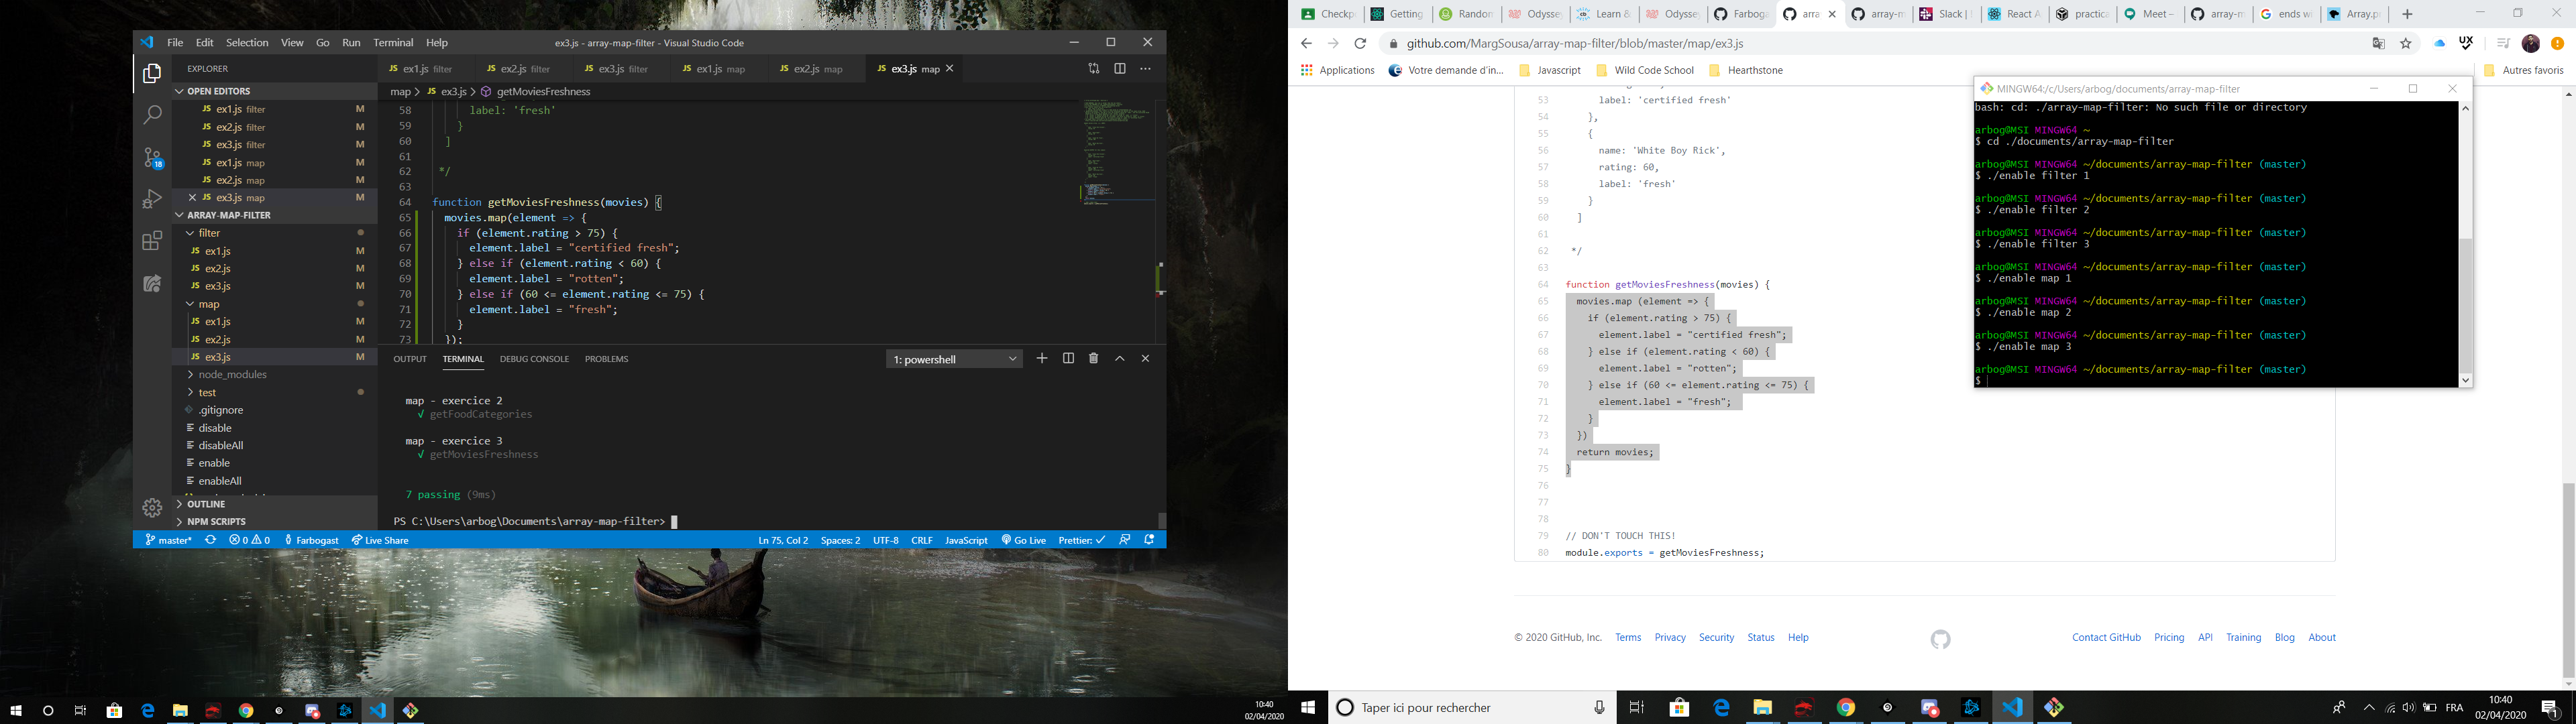 File Edit Selection View Go Run Terminal Help ex3.js - array-map-filter - Visual Studio Code
EXPLORER
OPEN EDITORS
JS ex1.js filter M
JS ex2.js filter M
JS ex3.js filter M
JS ex1.js map M
JS ex2.js map M
JS ex3.js map M
ARRAY-MAP-FILTER
filter
JS ex1.js M
JS ex2.js M
JS ex3.js M
map
JS ex1.js M
JS ex2.js M
JS ex3.js M
node_modules
test
.gitignore
disable
disableAll
enable
enableAll
OUTLINE
NPM SCRIPTS
JS ex1.js filter JS ex2.js filter JS ex3.js filter JS ex1.js map JS ex2.js map JS ex3.js map
map > JS ex3.js > getMoviesFreshness
58 label: 'fresh'
59 }
60 ]
61
62 */
63
64 function getMoviesFreshness(movies) {
65 movies.map(element => {
66 if (element.rating > 75) {
67 element.label = "certified fresh";
68 } else if (element.rating < 60) {
69 element.label = "rotten";
70 } else if (60 <= element.rating <= 75) {
71 element.label = "fresh";
72 }
73 });
OUTPUT TERMINAL DEBUG CONSOLE PROBLEMS 1: powershell
map - exercice 2
√ getFoodCategories
map - exercice 3
√ getMoviesFreshness
7 passing (9ms)
PS C:\Users\arbog\Documents\array-map-filter>
master* 0 0 Farbogast Live Share Ln 75, Col 2 Spaces: 2 UTF-8 CRLF JavaScript Go Live Prettier: ✓
18
10:40
02/04/2020
Checkp Getting Random Odysse Learn & Odysse Farboga arra array-m Slack | React A practica Meet – array-m ends wi Array.p
github.com/MargSousa/array-map-filter/blob/master/map/ex3.js
UX
Applications Votre demande d'in... Javascript Wild Code School Hearthstone Autres favoris
53 label: 'certified fresh'
54 },
55 {
56 name: 'White Boy Rick',
57 rating: 60,
58 label: 'fresh'
59 }
60 ]
61
62 */
63
64 function getMoviesFreshness(movies) {
65 movies.map (element => {
66 if (element.rating > 75) {
67 element.label = "certified fresh";
68 } else if (element.rating < 60) {
69 element.label = "rotten";
70 } else if (60 <= element.rating <= 75) {
71 element.label = "fresh";
72 }
73 })
74 return movies;
75 }
76
77
78
79 // DON'T TOUCH THIS!
80 module.exports = getMoviesFreshness;
© 2020 GitHub, Inc. Terms Privacy Security Status Help Contact GitHub Pricing API Training Blog About
MINGW64:/c/Users/arbog/documents/array-map-filter
bash: cd: ./array-map-filter: No such file or directory
arbog@MSI MINGW64 ~
$ cd ./documents/array-map-filter
arbog@MSI MINGW64 ~/documents/array-map-filter (master)
$ ./enable filter 1
arbog@MSI MINGW64 ~/documents/array-map-filter (master)
$ ./enable filter 2
arbog@MSI MINGW64 ~/documents/array-map-filter (master)
$ ./enable filter 3
arbog@MSI MINGW64 ~/documents/array-map-filter (master)
$ ./enable map 1
arbog@MSI MINGW64 ~/documents/array-map-filter (master)
$ ./enable map 2
arbog@MSI MINGW64 ~/documents/array-map-filter (master)
$ ./enable map 3
arbog@MSI MINGW64 ~/documents/array-map-filter (master)
$
Taper ici pour rechercher
FRA
10:40
02/04/2020
1